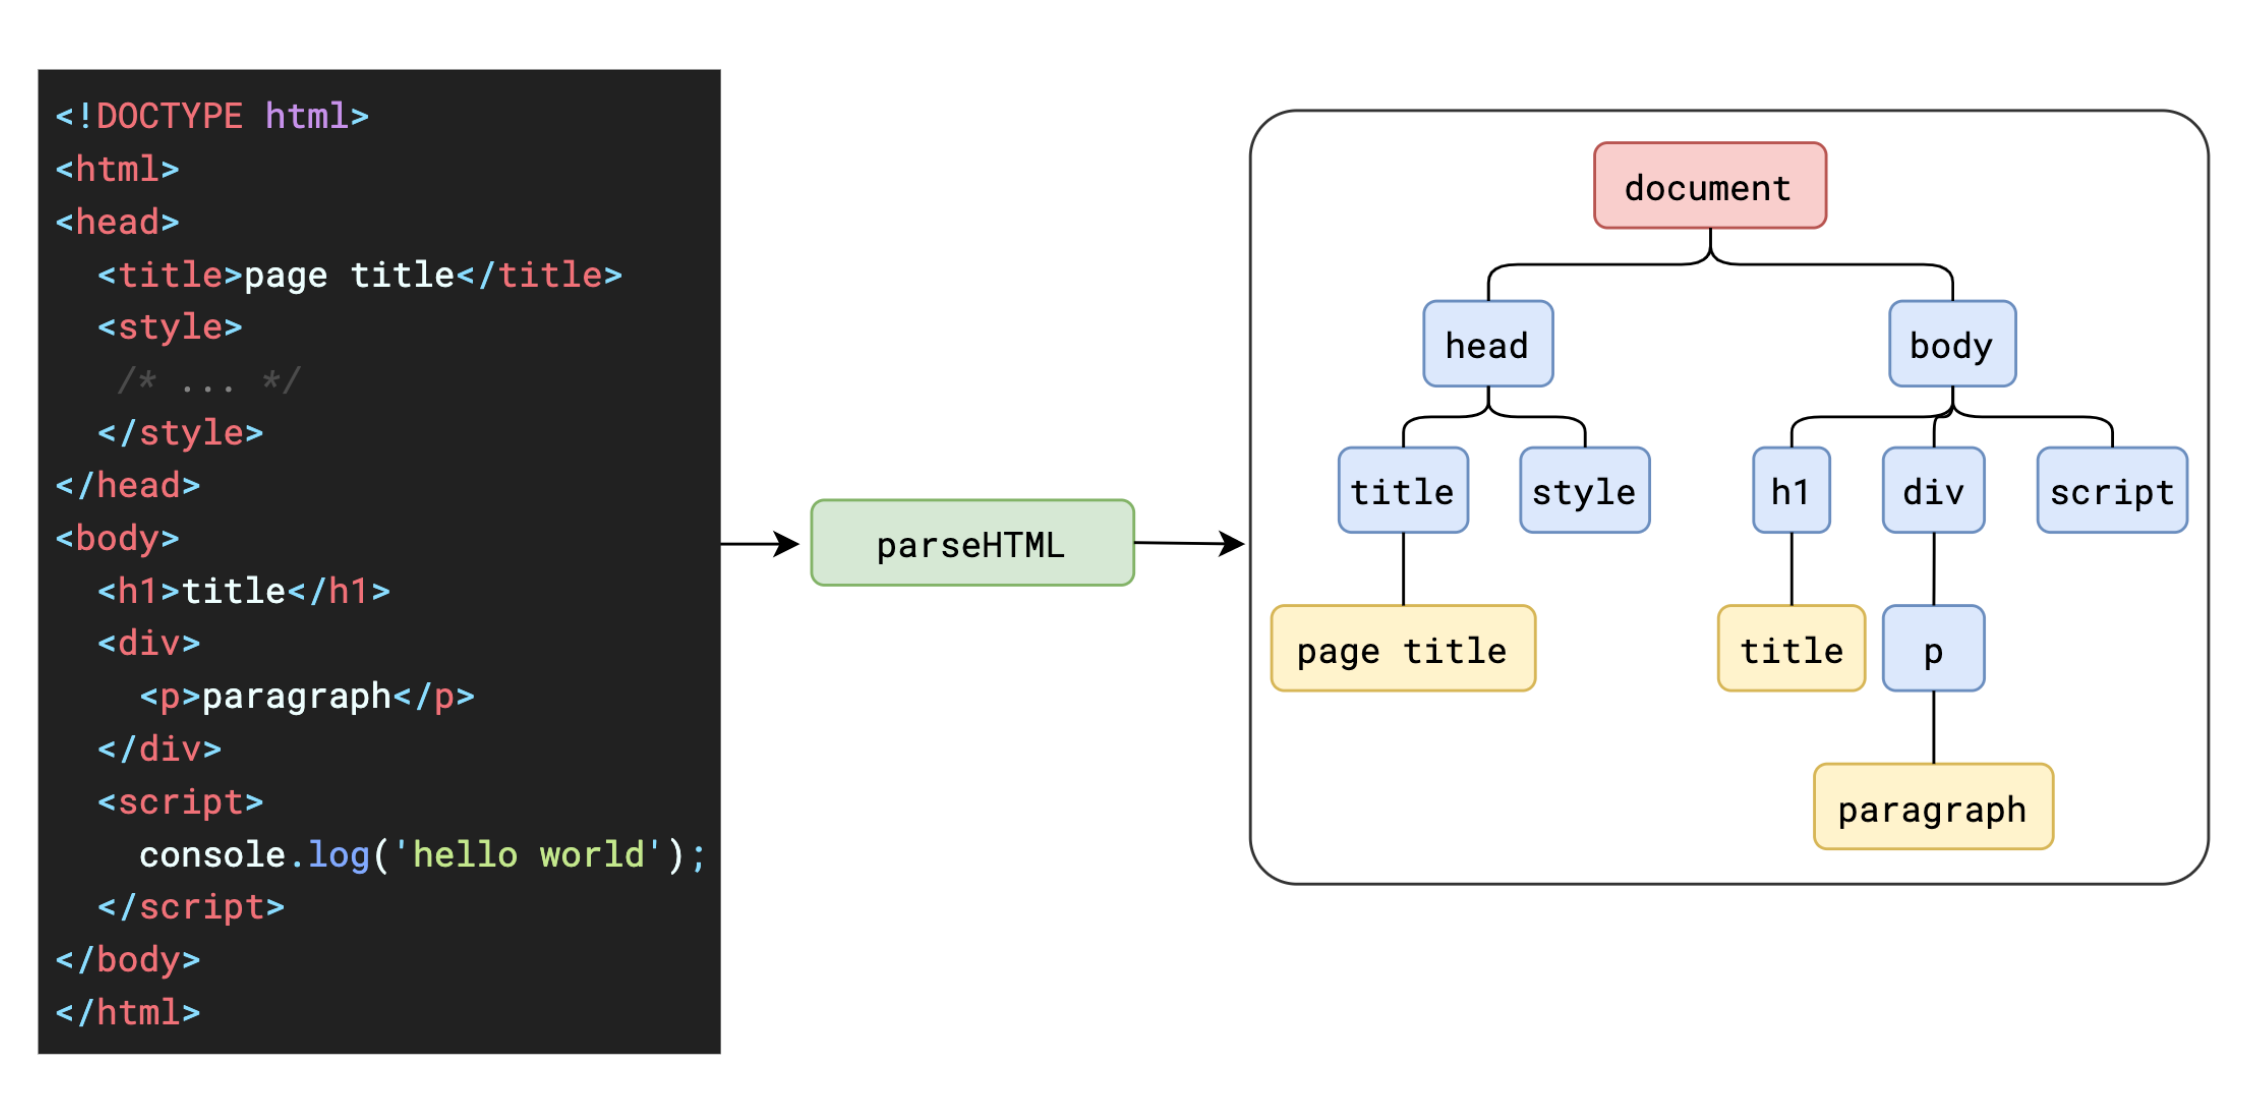 <!DOCTYPE html>
<html>
<head>
  <title>page title</title>
  <style>
   /* ... */
  </style>
</head>
<body>
  <h1>title</h1>
  <div>
    <p>paragraph</p>
  </div>
  <script>
    console.log('hello world');
  </script>
</body>
</html>
parseHTML
document
head
body
title
style
h1
div
script
page title
title
p
paragraph